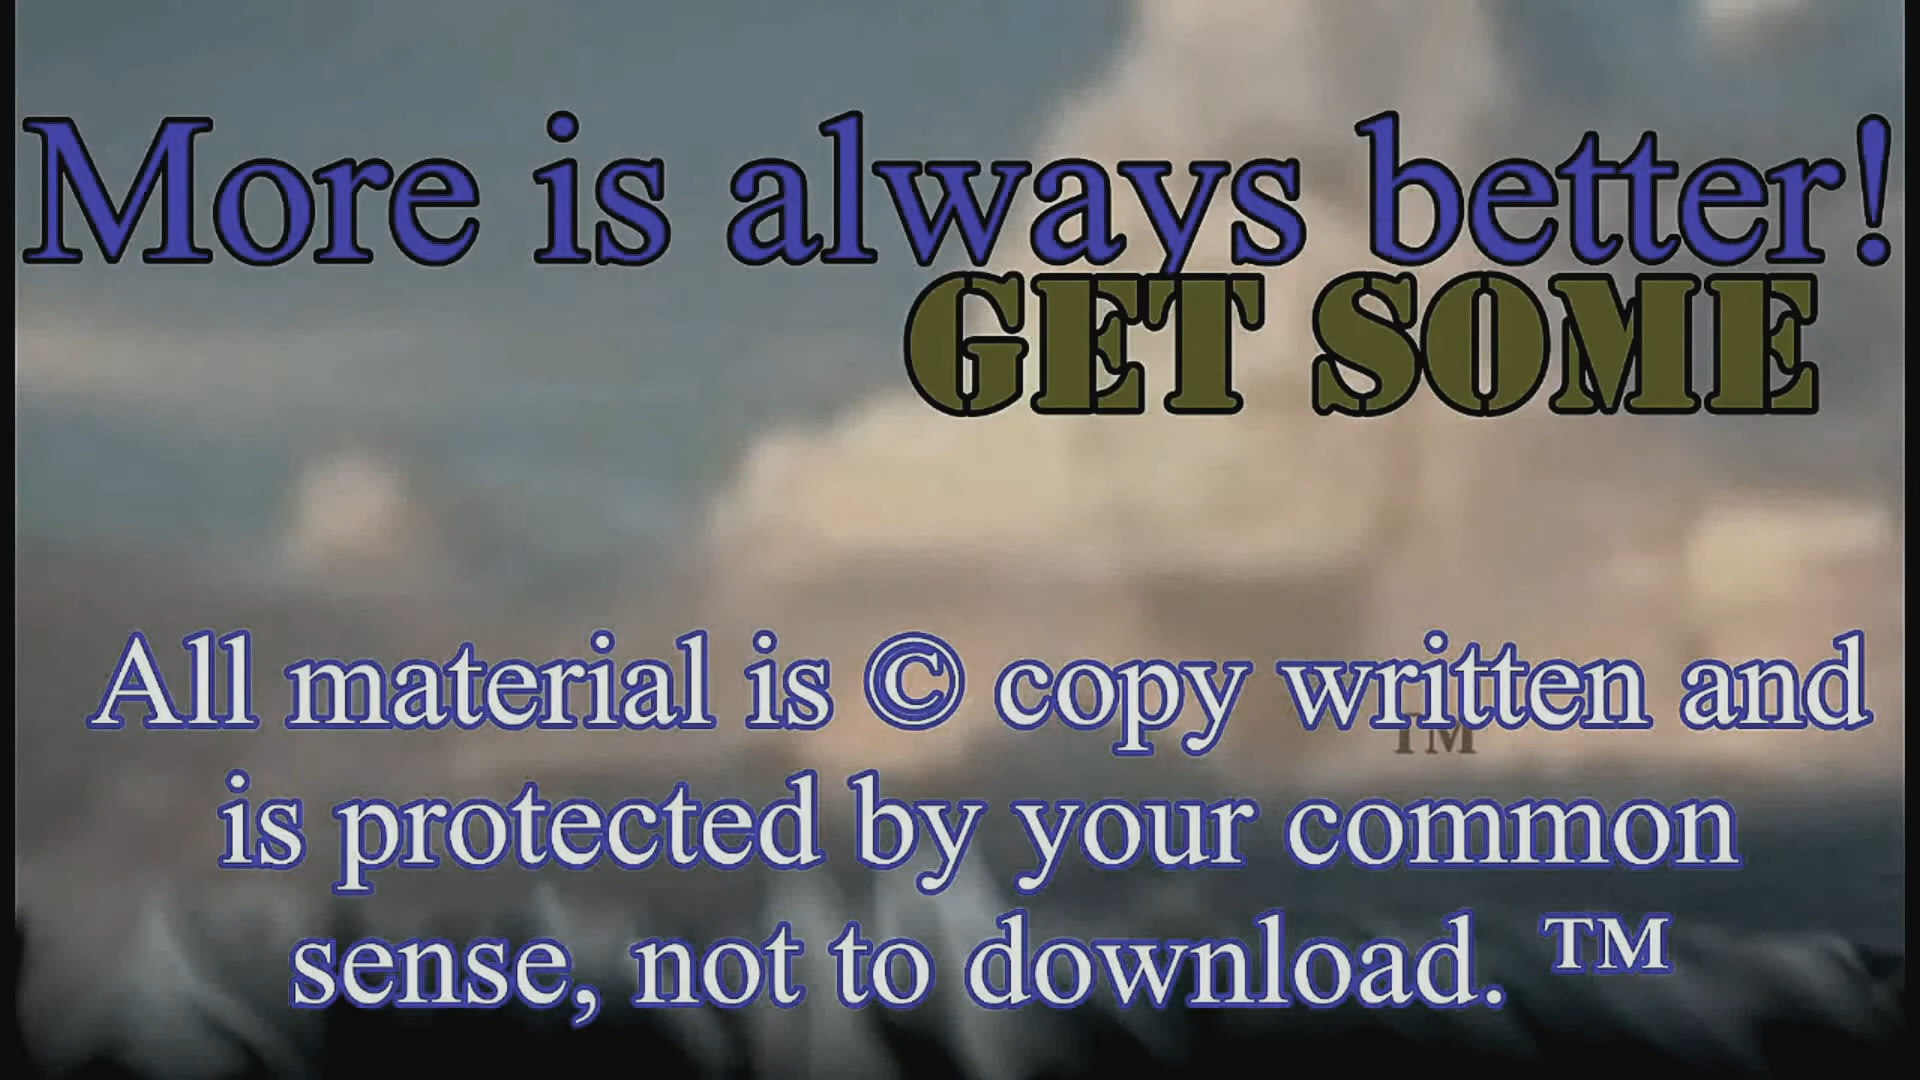 More is always better!
GET SOME
All material is © copy written and
TM
is protected by your common
sense, not to download. ™